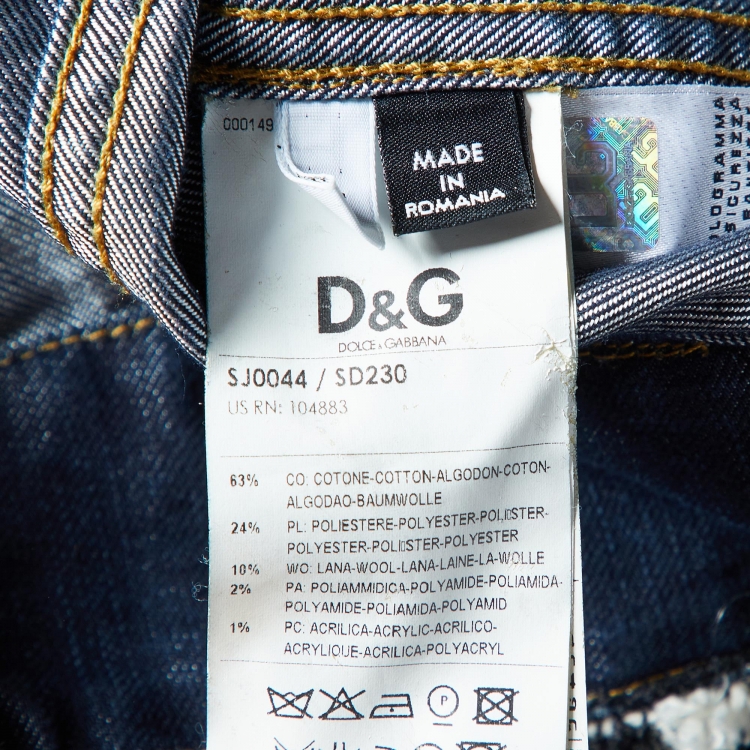 000149
MADE
IN
ROMANIA
D&G
DOLCE & GABBANA
SJ0044 / SD230
US RN: 104883
63% CO: COTONE-COTTON-ALGODON-COTON-
ALGODAO-BAUMWOLLE
24% PL: POLIESTERE-POLYESTER-POLIESTER-
POLYESTER-POLIESTER-POLYESTER
10% WO: LANA-WOOL-LANA-LAINE-LA-WOLLE
2% PA: POLIAMMIDICA-POLYAMIDE-POLIAMIDA-
POLYAMIDE-POLIAMIDA-POLYAMID
1% PC: ACRILICA-ACRYLIC-ACRILICO-
ACRYLIQUE-ACRILICA-POLYACRYL
P
LOGRAMMA
SICUREZZA